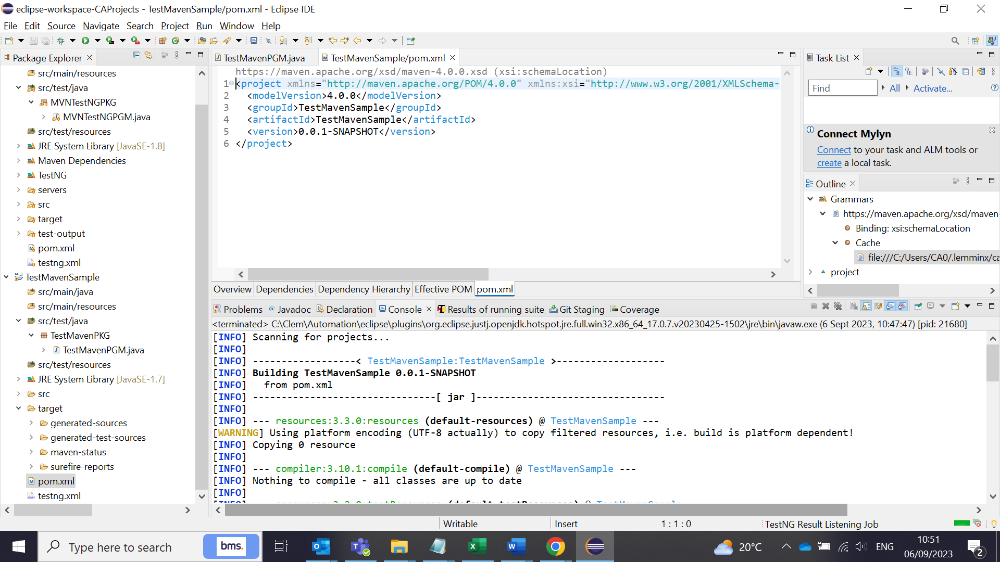 eclipse-workspace-CAProjects - TestMavenSample/pom.xml - Eclipse IDE
File Edit Source Navigate Search Project Run Window Help
Package Explorer
src/main/resources
src/test/java
MVNTestNGPKG
MVNTestNGPGM.java
src/test/resources
JRE System Library [JavaSE-1.8]
Maven Dependencies
TestNG
servers
src
target
test-output
pom.xml
testng.xml
TestMavenSample
src/main/java
src/main/resources
src/test/java
TestMavenPKG
TestMavenPGM.java
src/test/resources
JRE System Library [JavaSE-1.7]
src
target
generated-sources
generated-test-sources
maven-status
surefire-reports
pom.xml
testng.xml
TestMavenPGM.java TestMavenSample/pom.xml
https://maven.apache.org/xsd/maven-4.0.0.xsd (xsi:schemaLocation)
1 <project xmlns="http://maven.apache.org/POM/4.0.0" xmlns:xsi="http://www.w3.org/2001/XMLSchema-
2 <modelVersion>4.0.0</modelVersion>
3 <groupId>TestMavenSample</groupId>
4 <artifactId>TestMavenSample</artifactId>
5 <version>0.0.1-SNAPSHOT</version>
6 </project>
Overview Dependencies Dependency Hierarchy Effective POM pom.xml
Task List
Find All Activate...
Connect Mylyn
Connect to your task and ALM tools or
create a local task.
Outline
Grammars
https://maven.apache.org/xsd/maven-
Binding: xsi:schemaLocation
Cache
file:///C:/Users/CA0/.lemminx/ca
project
Problems Javadoc Declaration Console Results of running suite Git Staging Coverage
<terminated> C:\Clem\Automation\eclipse\plugins\org.eclipse.justj.openjdk.hotspot.jre.full.win32.x86_64_17.0.7.v20230425-1502\jre\bin\javaw.exe (6 Sept 2023, 10:47:47) [pid: 21680]
[INFO] Scanning for projects...
[INFO]
[INFO] ------------------< TestMavenSample:TestMavenSample >-------------------
[INFO] Building TestMavenSample 0.0.1-SNAPSHOT
[INFO]   from pom.xml
[INFO] --------------------------------[ jar ]---------------------------------
[INFO]
[INFO] --- resources:3.3.0:resources (default-resources) @ TestMavenSample ---
[WARNING] Using platform encoding (UTF-8 actually) to copy filtered resources, i.e. build is platform dependent!
[INFO] Copying 0 resource
[INFO]
[INFO] --- compiler:3.10.1:compile (default-compile) @ TestMavenSample ---
[INFO] Nothing to compile - all classes are up to date
[INFO]
[INFO] --- resources:3.3.0:testResources (default-testResources) @ TestMavenSample
Writable Insert 1 : 1 : 0 TestNG Result Listening Job
Type here to search bms. 20°C ENG 10:51
06/09/2023
2